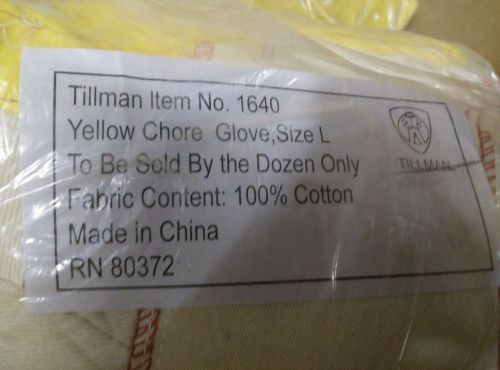 Tillman Item No. 1640
Yellow Chore Glove,Size L
To Be Sold By the Dozen Only
Fabric Content: 100% Cotton
Made in China
RN 80372
TILLMAN